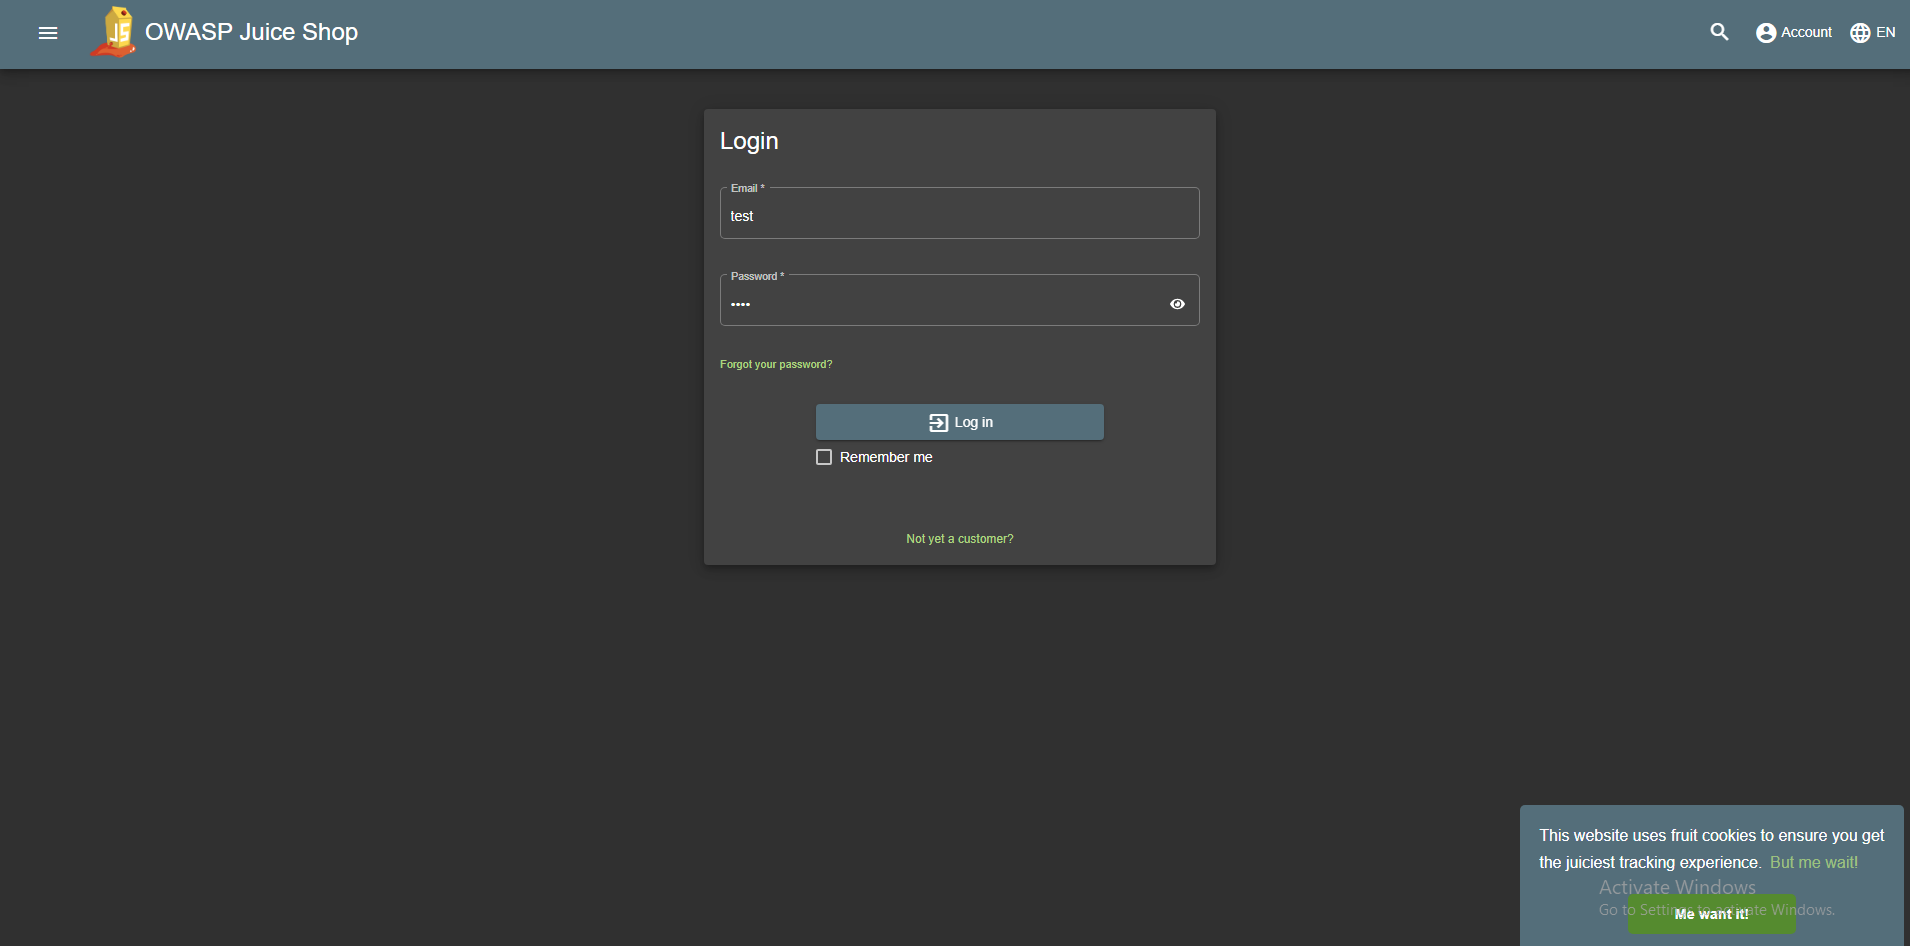 JS
OWASP Juice Shop
Account
EN
Login
Email *
test
Password *
••••
Forgot your password?
Log in
Remember me
Not yet a customer?
This website uses fruit cookies to ensure you get
the juiciest tracking experience. But me wait!
Activate Windows
Go to Settings to activate Windows.
Me want it!